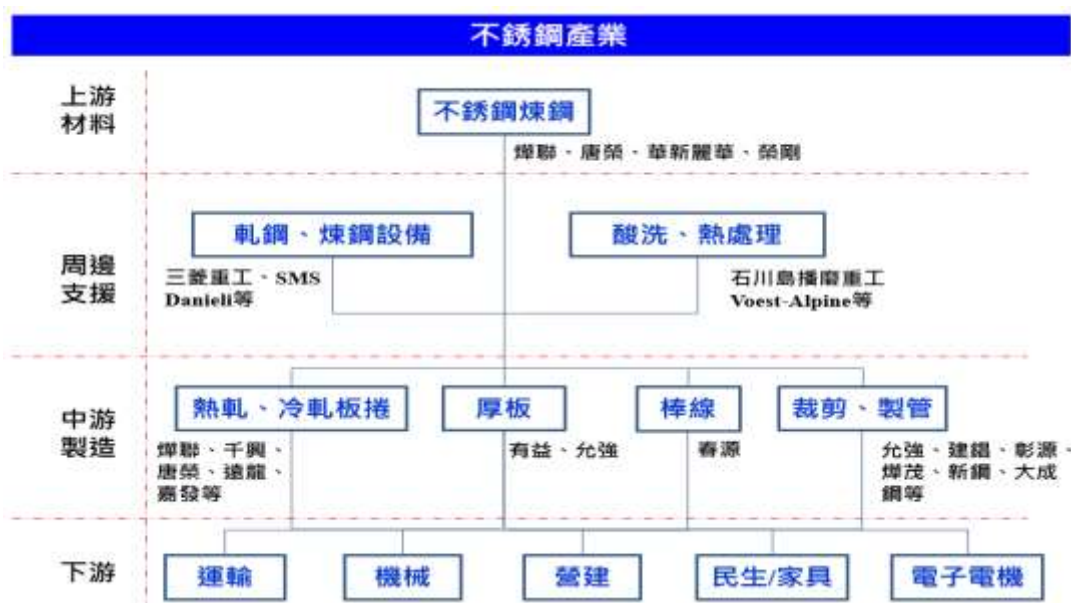 不銹鋼產業
上游
材料
不銹鋼煉鋼
燁聯、唐榮、華新麗華、榮剛
周邊
支援
軋鋼、煉鋼設備
三菱重工、SMS
Danieli等
酸洗、熱處理
石川島播磨重工
Voest-Alpine等
中游
製造
熱軋、冷軋板捲
燁聯、千興、
唐榮、遠龍、
嘉發等
厚板
有益、允強
棒線
春源
裁剪、製管
允強、建錩、彰源、
燁茂、新鋼、大成
鋼等
下游
運輸
機械
營建
民生/家具
電子電機